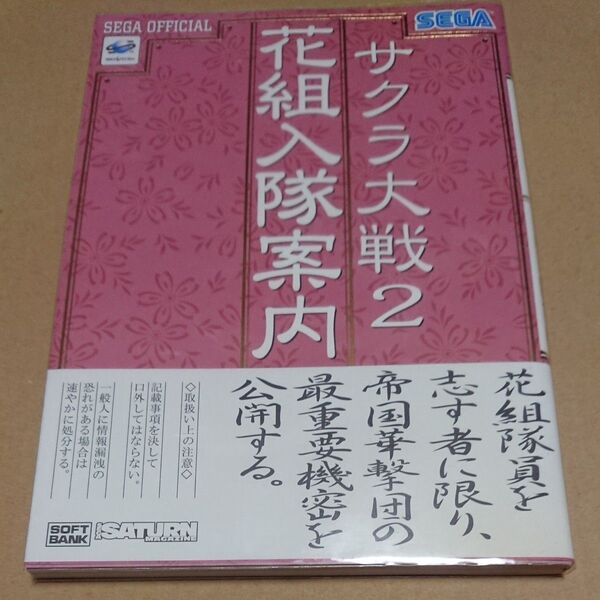 SEGA OFFICIAL
SEGA
サクラ大戦2
花組入隊案内
花組隊員を
志す者に限り、
帝国華撃団の
最重要機密を
公開する。
◇取扱い上の注意◇
記載事項を決して
口外してはならない。
一般人に情報漏洩の
恐れがある場合は
速やかに処分する。
SOFT
BANK
SATURN
MAGAZINE